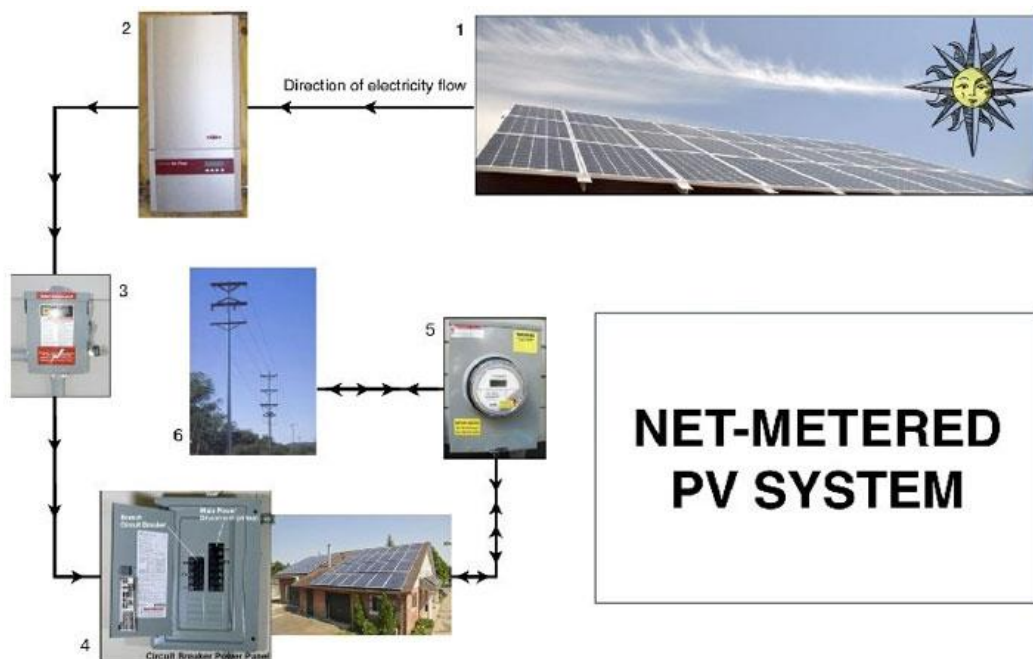 2
1
Direction of electricity flow
3
5
6
NET-METERED
PV SYSTEM
Branch
Circuit Breaker
Main Power
4
Circuit Breaker Power Panel